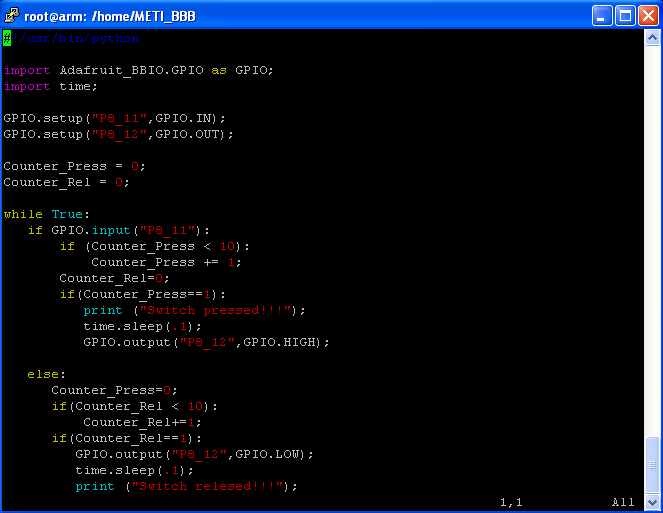 root@arm: /home/METI_BBB
#!/usr/bin/python
import Adafruit_BBIO.GPIO as GPIO;
import time;
GPIO.setup("P8_11",GPIO.IN);
GPIO.setup("P8_12",GPIO.OUT);
Counter_Press = 0;
Counter_Rel = 0;
while True:
if GPIO.input("P8_11"):
if (Counter_Press < 10):
Counter_Press += 1;
Counter_Rel=0;
if(Counter_Press==1):
print ("Switch pressed!!!");
time.sleep(.1);
GPIO.output("P8_12",GPIO.HIGH);
else:
Counter_Press=0;
if(Counter_Rel < 10):
Counter_Rel+=1;
if(Counter_Rel==1):
GPIO.output("P8_12",GPIO.LOW);
time.sleep(.1);
print ("Switch relesed!!!");
1,1 All